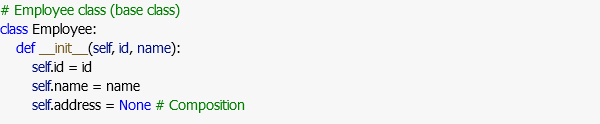 # Employee class (base class)
class Employee:
    def __init__(self, id, name):
        self.id = id
        self.name = name
        self.address = None # Composition